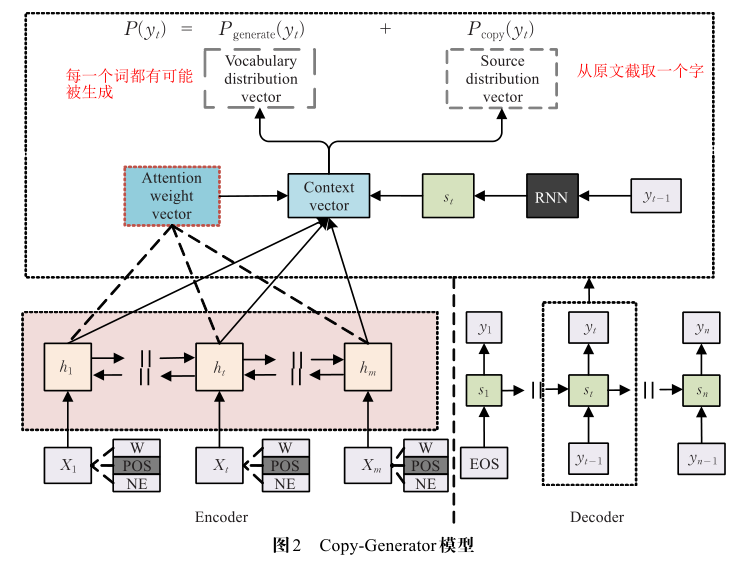 P(y_t) = P_generate(y_t) + P_copy(y_t)
每一个词都有可能
被生成
Vocabulary
distribution
vector
Source
distribution
vector
从原文截取一个字
Attention
weight
vector
Context
vector
s_t
RNN
y_{t−1}
h_1
h_t
h_m
y_1
y_t
y_n
s_1
s_t
s_n
X_1
W
POS
NE
X_t
W
POS
NE
X_m
W
POS
NE
EOS
y_{t−1}
y_{n−1}
Encoder
Decoder
图2 Copy-Generator模型